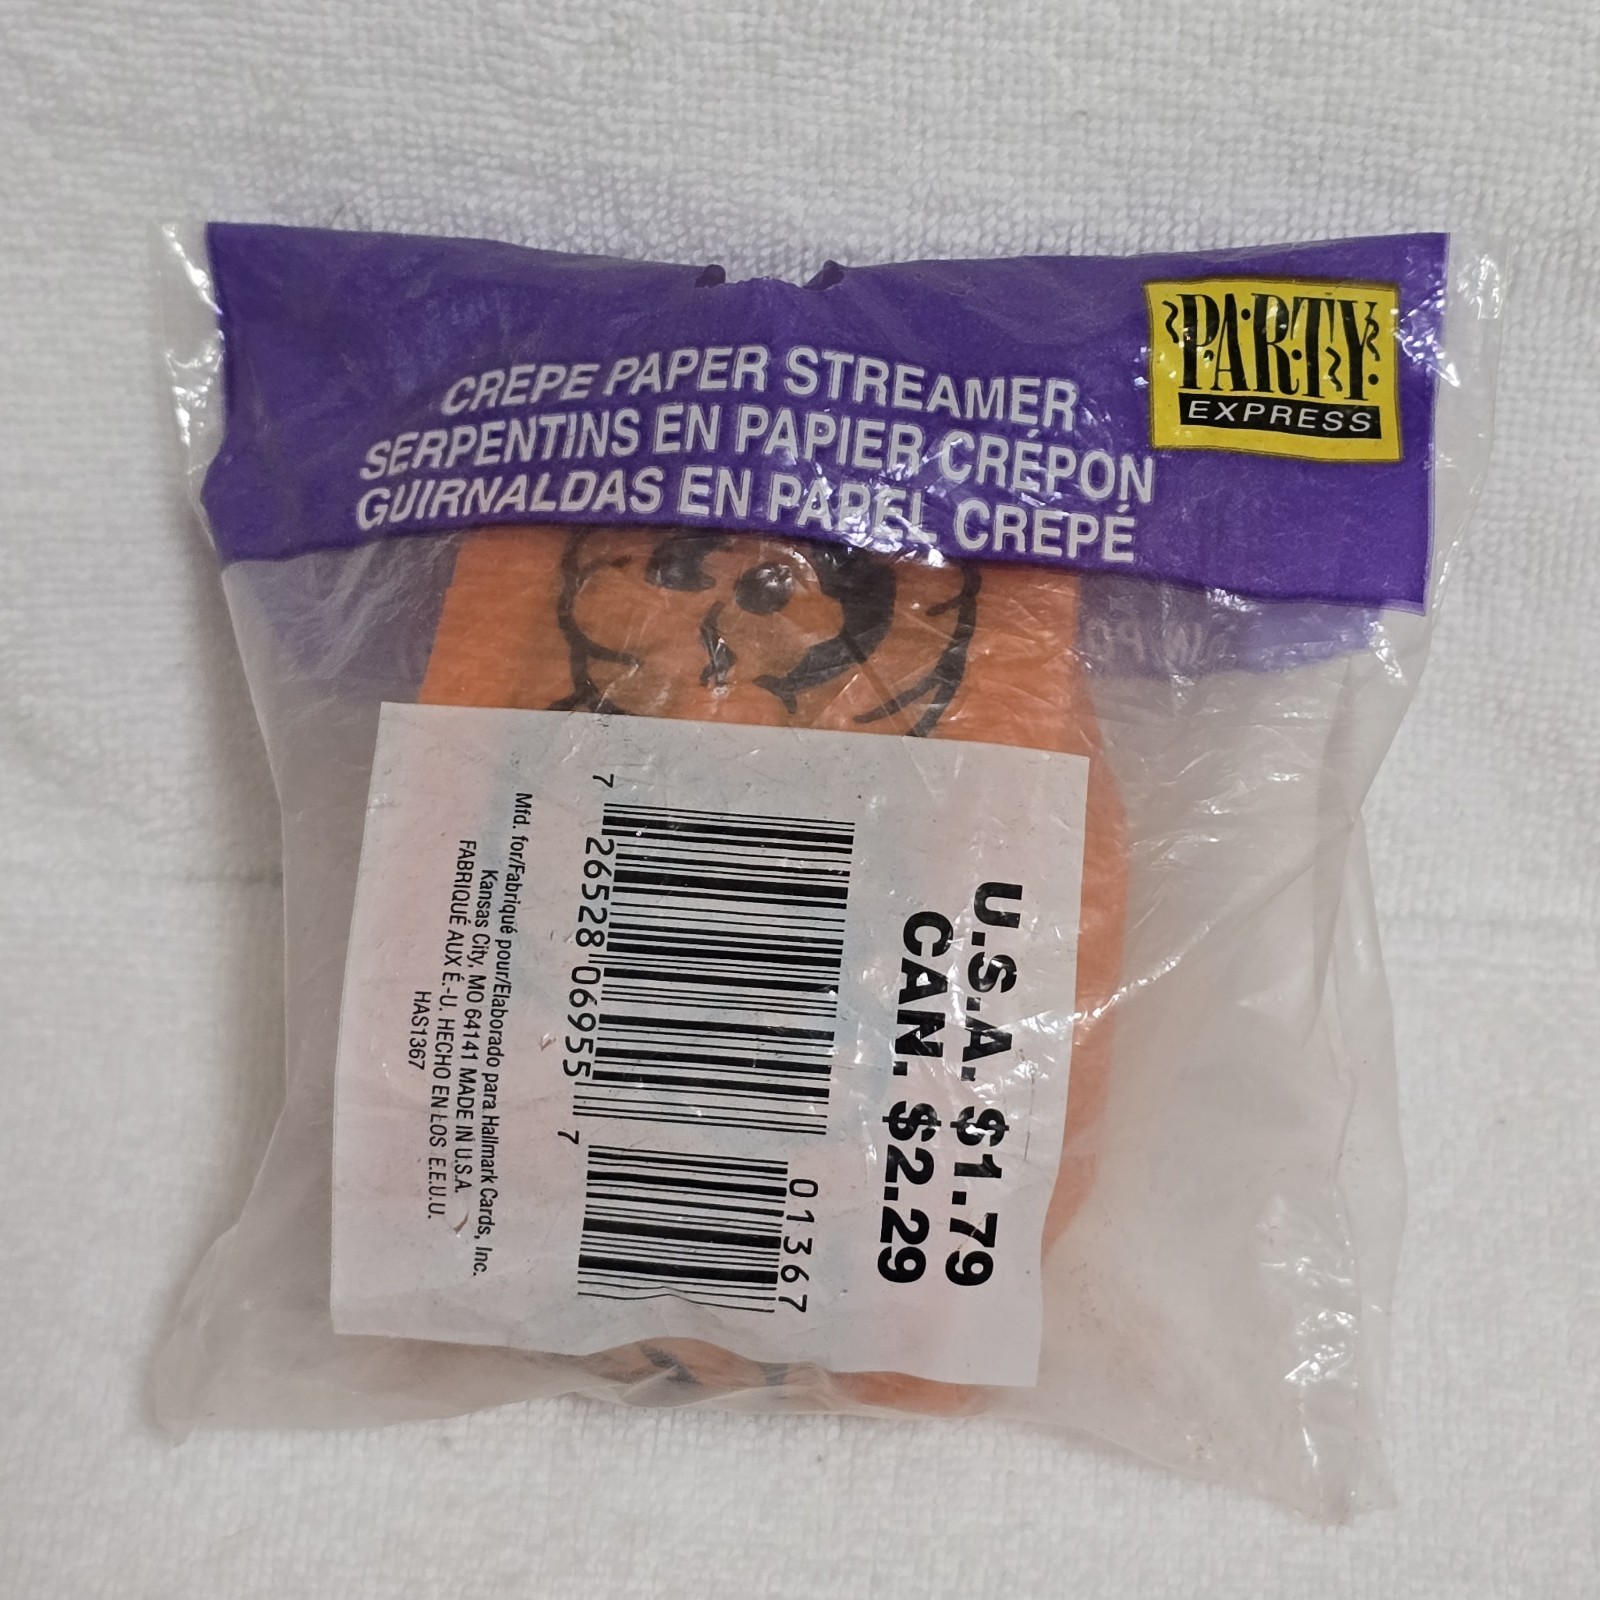 PARTY
EXPRESS
CREPE PAPER STREAMER
SERPENTINS EN PAPIER CRÉPON
GUIRNALDAS EN PAPEL CREPÉ
U.S.A. $1.79
CAN. $2.29
01367
7 26528 06955 7
Mfd. for/Fabriqué pour/Elaborado para Hallmark Cards, Inc.
Kansas City, MO 64141 MADE IN U.S.A.
FABRIQUÉ AUX É.-U. HECHO EN LOS E.E.U.U.
HAS1367